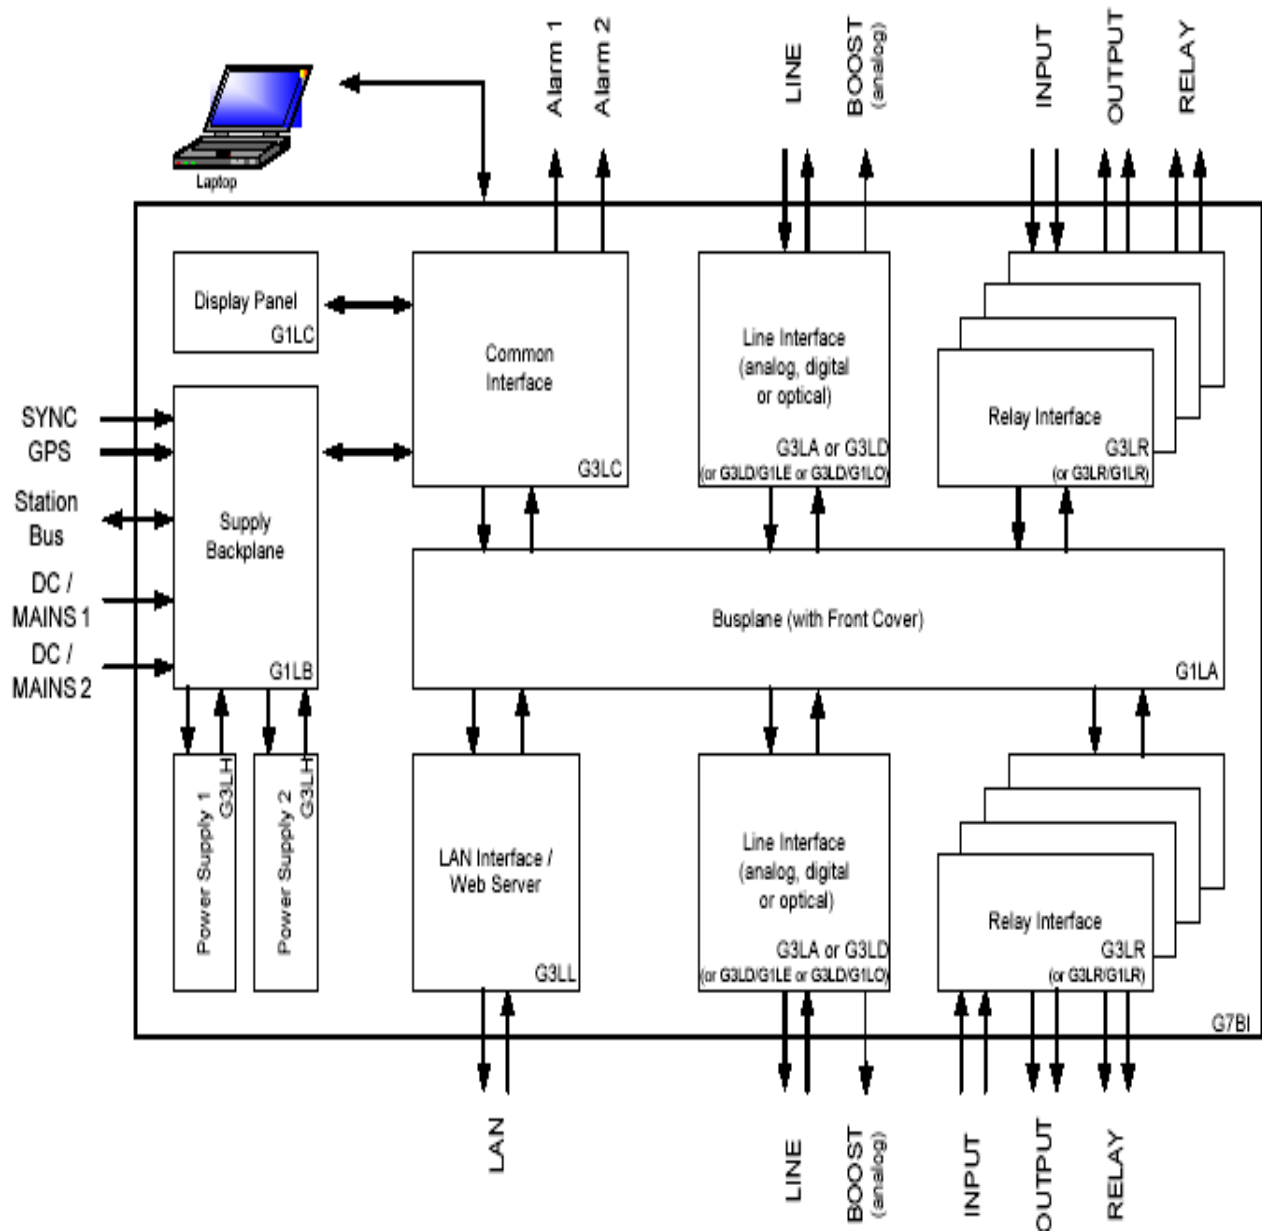 Alarm 1
Alarm 2
LINE
BOOST
(analog)
INPUT
OUTPUT
RELAY
Laptop
Display Panel
G1LC
Common
Interface
G3LC
Line Interface
(analog, digital
or optical)
G3LA or G3LD
(or G3LD/G1LE or G3LD/G1LO)
Relay Interface
G3LR
(or G3LR/G1LR)
SYNC
GPS
Station
Bus
DC /
MAINS 1
DC /
MAINS 2
Supply
Backplane
G1LB
Busplane (with Front Cover)
G1LA
Power Supply 1
G3LH
Power Supply 2
G3LH
LAN Interface /
Web Server
G3LL
Line Interface
(analog, digital
or optical)
G3LA or G3LD
(or G3LD/G1LE or G3LD/G1LO)
Relay Interface
G3LR
(or G3LR/G1LR)
G7BI
LAN
LINE
BOOST
(analog)
INPUT
OUTPUT
RELAY